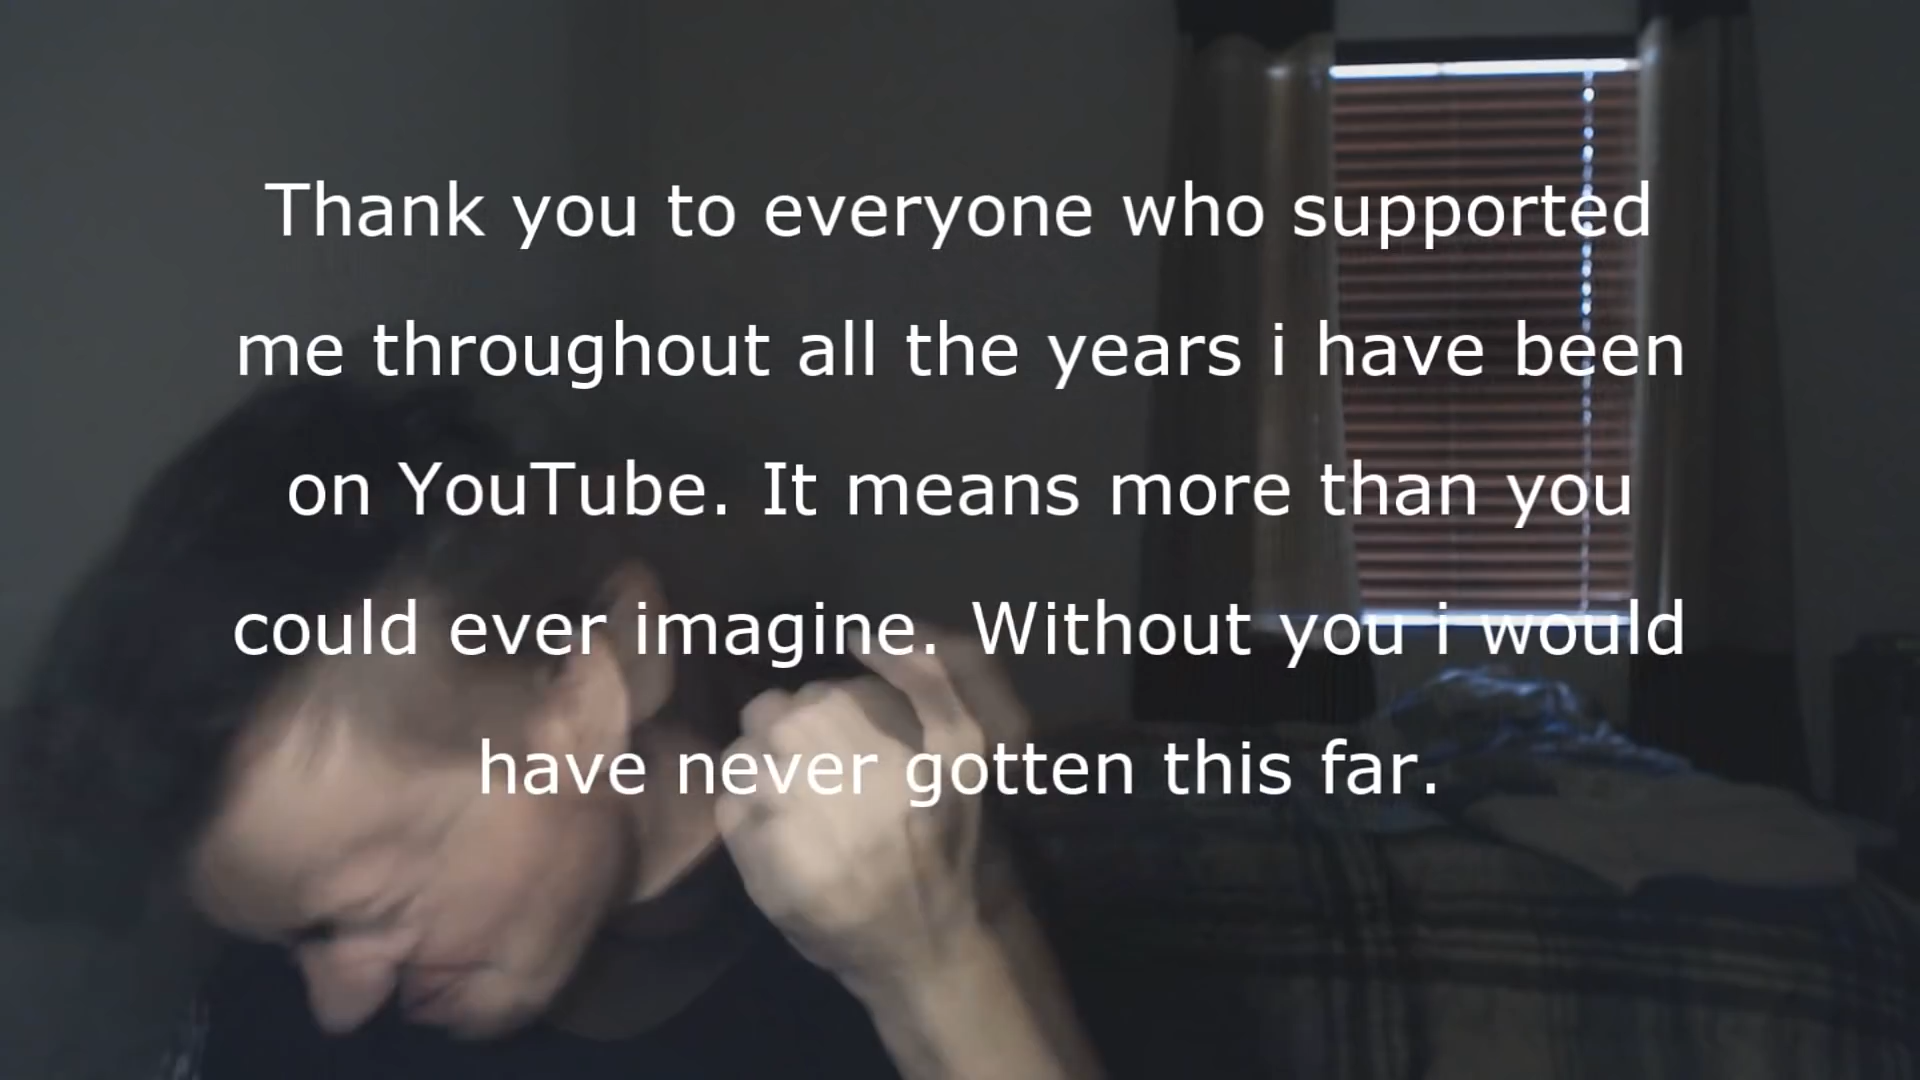 Thank you to everyone who supported
me throughout all the years i have been
on YouTube. It means more than you
could ever imagine. Without you i would
have never gotten this far.